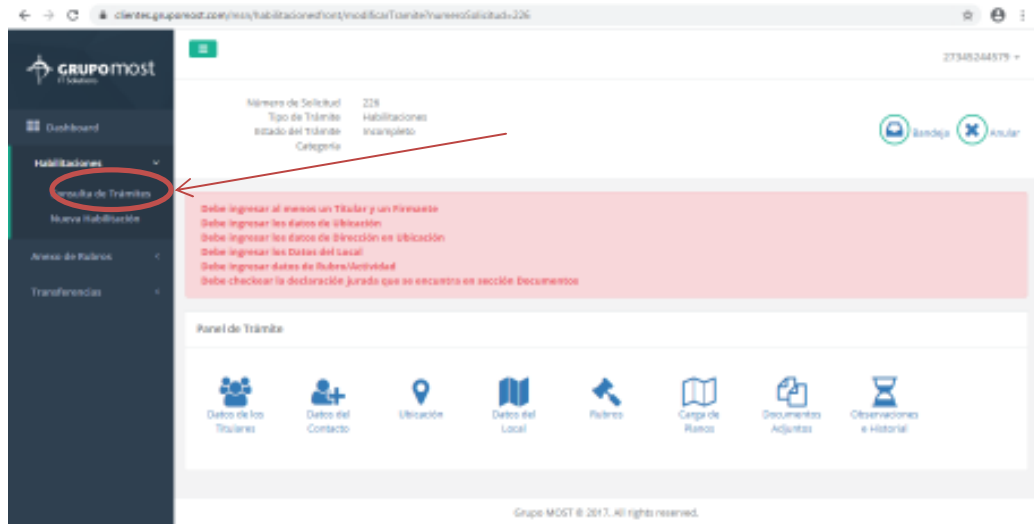 clientes.grupomost.com/msn/habilitacionesfront/modificarTramite?numeroSolicitud=226
GRUPOmost
IT Solutions
27345244579
Número de Solicitud 226
Tipo de Trámite Habilitaciones
Estado del Trámite Incompleto
Categoría
Bandeja
Anular
Dashboard
Habilitaciones
Consulta de Trámites
Nueva Habilitación
Anexo de Rubros
Transferencias
Debe ingresar al menos un Titular y un Firmante
Debe ingresar los datos de Ubicación
Debe ingresar los datos de Dirección en Ubicación
Debe ingresar los Datos del Local
Debe ingresar datos de Rubro/Actividad
Debe checkear la declaración jurada que se encuntra en sección Documentos
Panel de Trámite
Datos de los
Titulares
Datos del
Contacto
Ubicación
Datos del
Local
Rubros
Carga de
Planos
Documentos
Adjuntos
Observaciones
e Historial
Grupo MOST © 2017. All rights reserved.